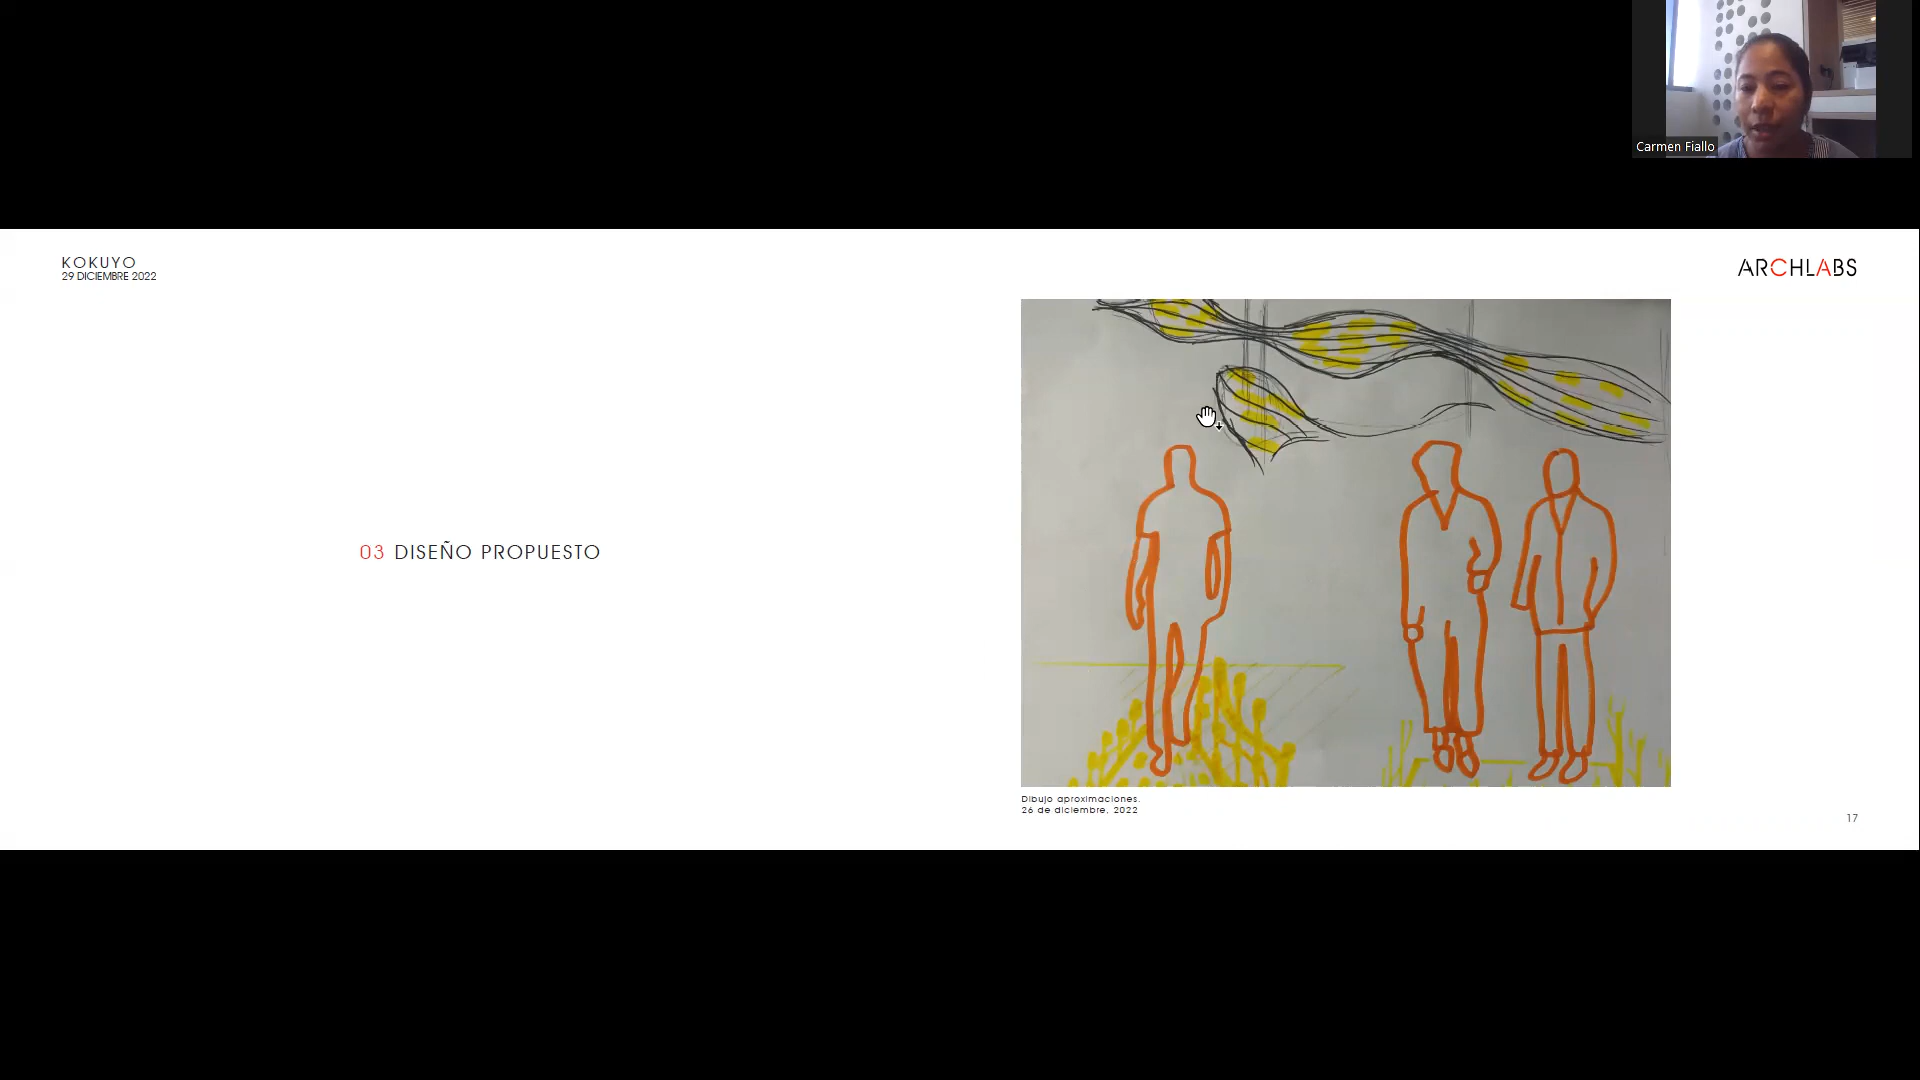 Carmen Fiallo
KOKUYO
29 DICIEMBRE 2022
ARCHLABS
03 DISEÑO PROPUESTO
Dibujo aproximaciones.
26 de diciembre, 2022
17